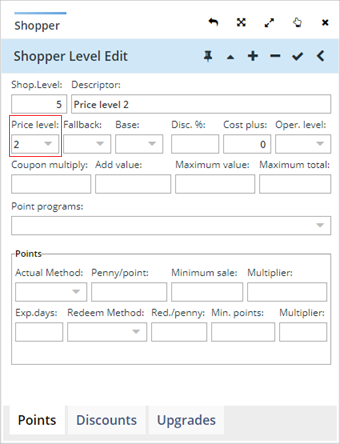 Shopper
Shopper Level Edit
Shop.Level: Descriptor:
5 Price level 2
Price level: Fallback: Base: Disc. %: Cost plus: Oper. level:
2 0
Coupon multiply: Add value: Maximum value: Maximum total:
Point programs:
Points
Actual Method: Penny/point: Minimum sale: Multiplier:
Exp.days: Redeem Method: Red./penny: Min. points: Multiplier:
Points Discounts Upgrades